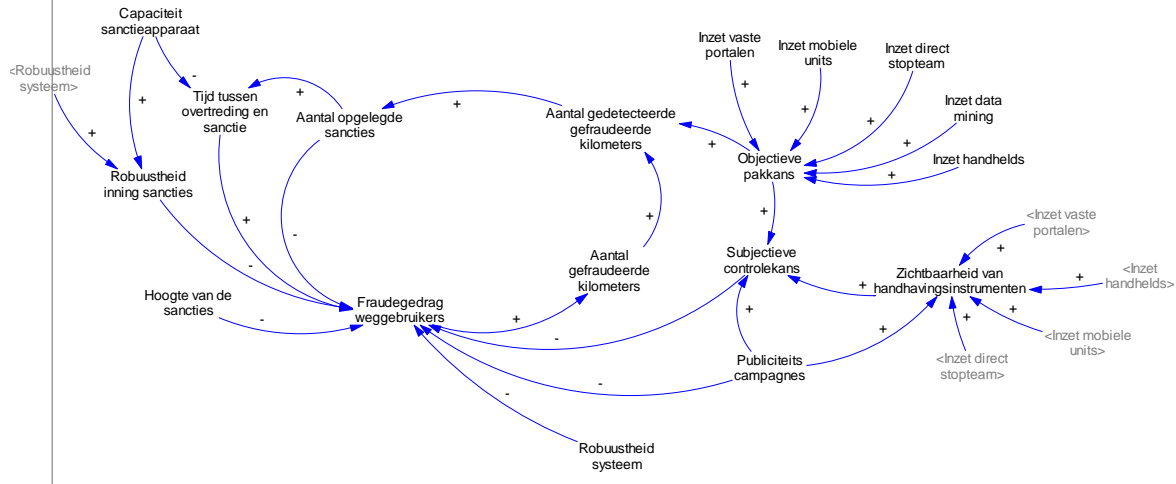 Capaciteit
sanctieapparaat
<Robuustheid
systeem>
-
+
+
Tijd tussen
overtreding en
sanctie
+
Aantal opgelegde
sancties
+
Aantal gedetecteerde
gefraudeerde
kilometers
Inzet vaste
portalen
Inzet mobiele
units
Inzet direct
stopteam
Inzet data
mining
Inzet handhelds
+
+
+
+
+
+
Objectieve
pakkans
Robuustheid
inning sancties
+
-
-
+
+
Aantal
gefraudeerde
kilometers
Subjectieve
controlekans
<Inzet vaste
portalen>
+
Zichtbaarheid van
handhavingsinstrumenten
+
<Inzet
handhelds>
+
Hoogte van de
sancties
-
Fraudegedrag
weggebruikers
+
-
+
+
+
+
<Inzet mobiele
units>
<Inzet direct
stopteam>
Publiciteits
campagnes
-
-
Robuustheid
systeem